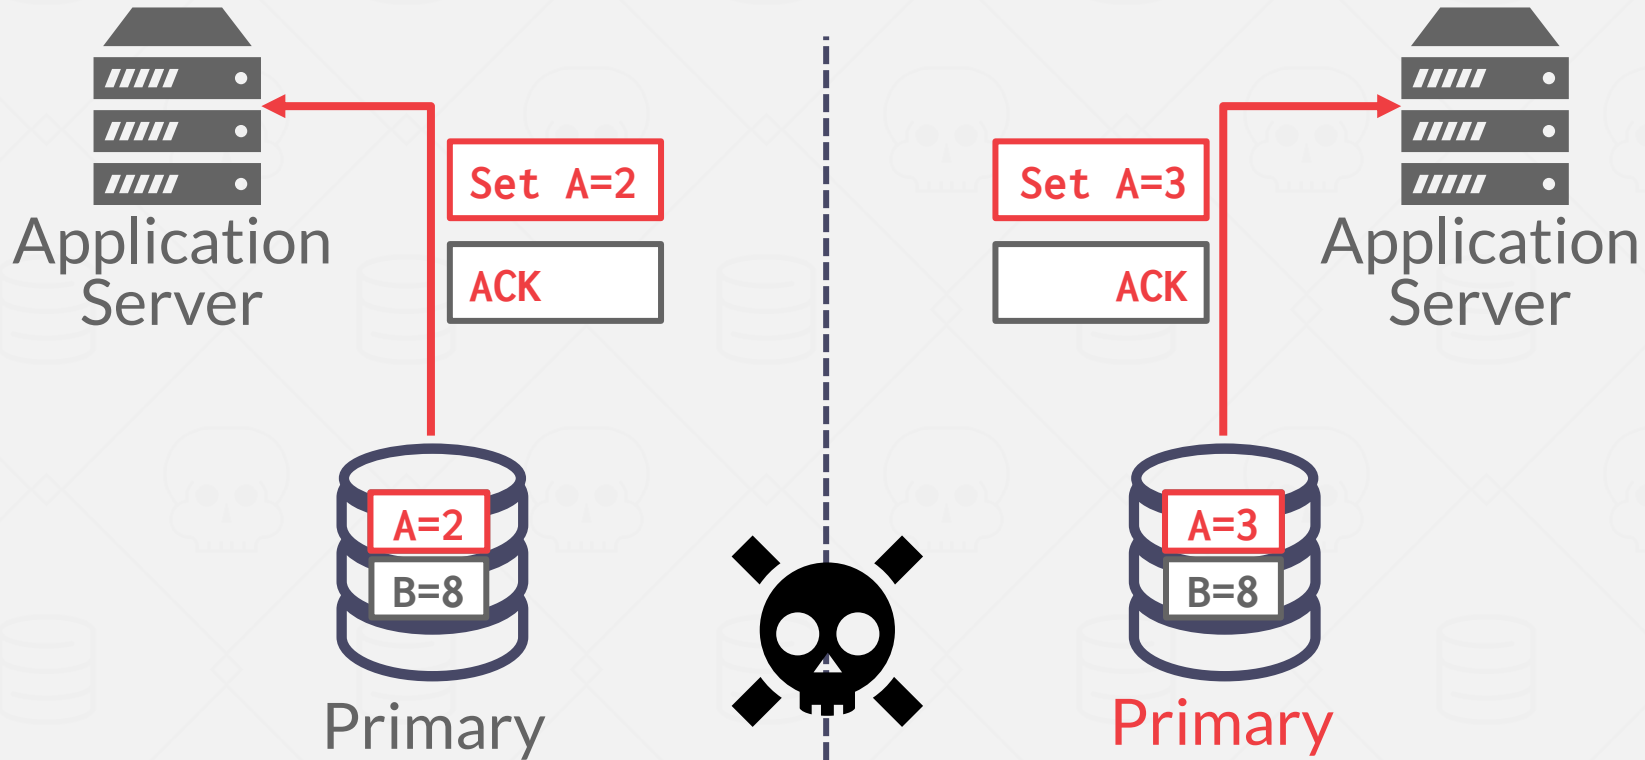 Set A=2
ACK
Application
Server
A=2
B=8
Primary
Set A=3
ACK
Application
Server
A=3
B=8
Primary